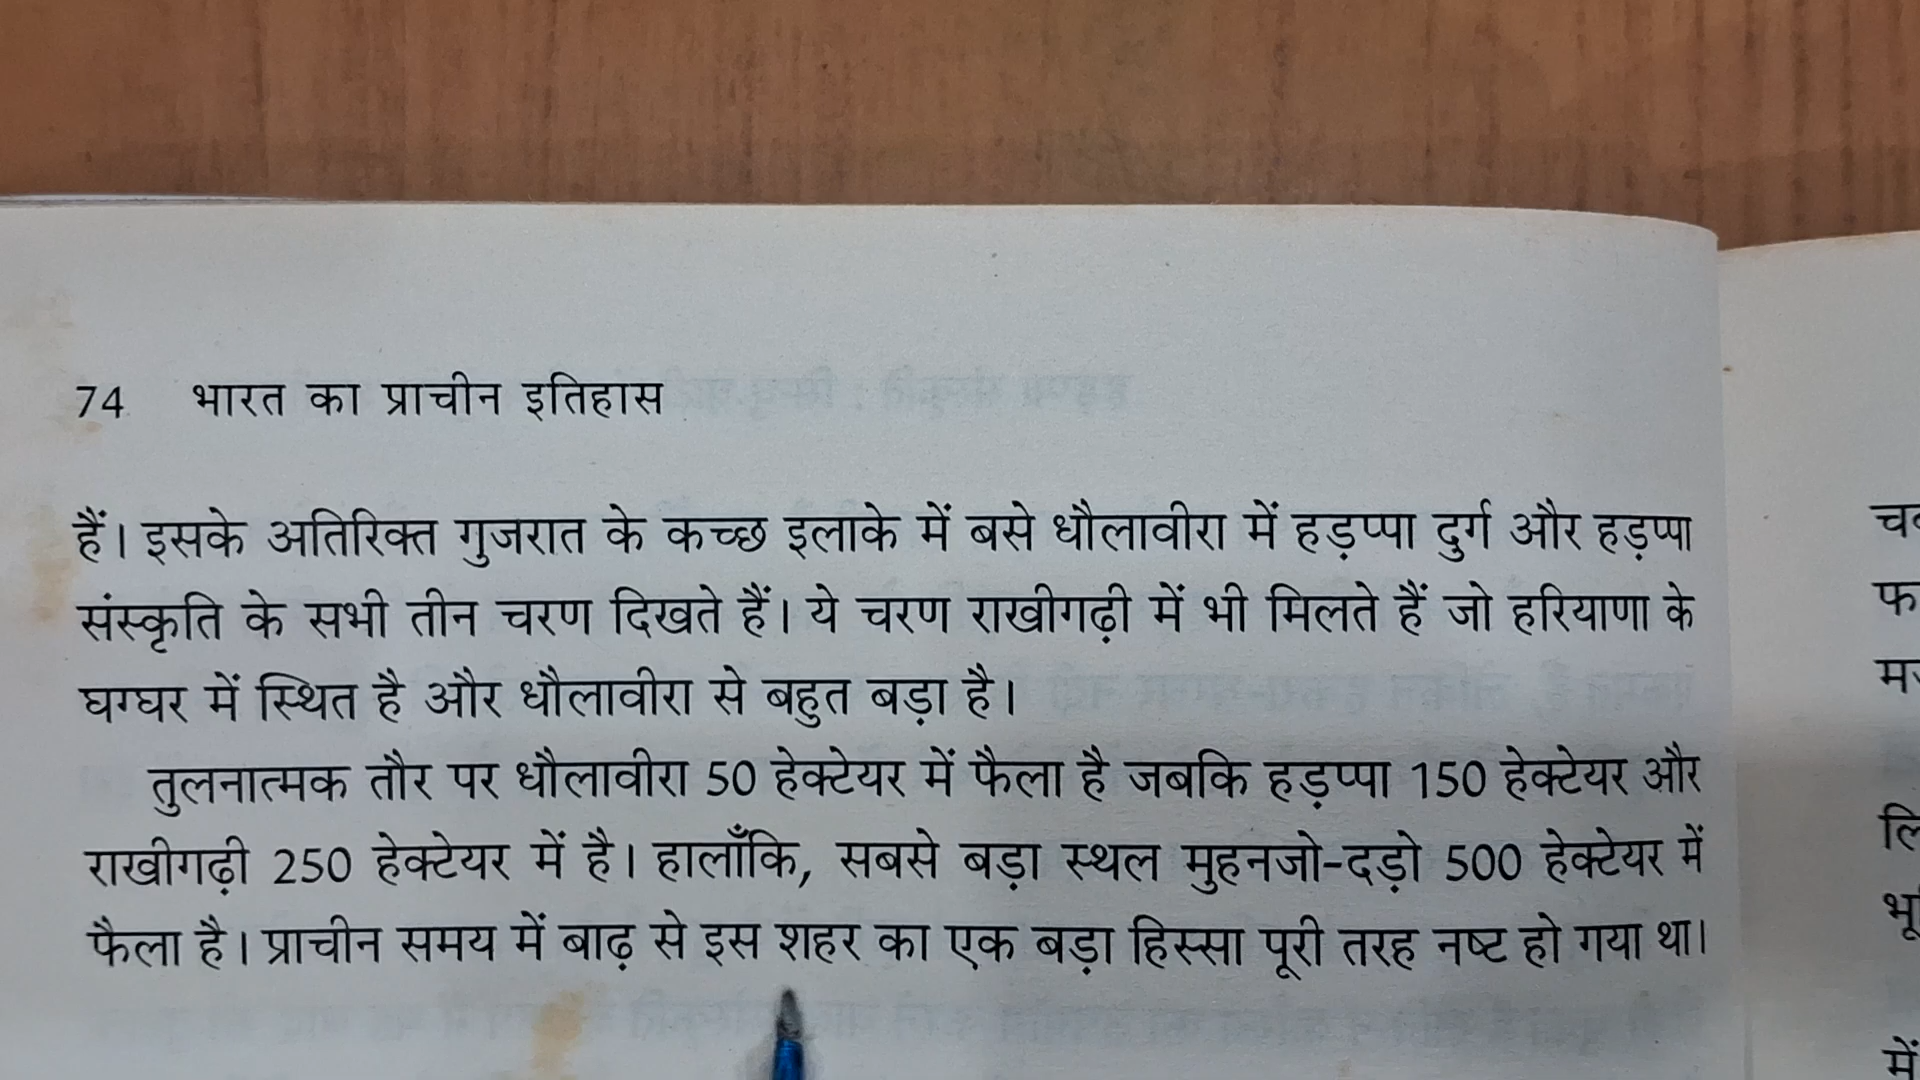 74 भारत का प्राचीन इतिहास
हैं। इसके अतिरिक्त गुजरात के कच्छ इलाके में बसे धौलावीरा में हड़प्पा दुर्ग और हड़प्पा
संस्कृति के सभी तीन चरण दिखते हैं। ये चरण राखीगढ़ी में भी मिलते हैं जो हरियाणा के
घग्घर में स्थित है और धौलावीरा से बहुत बड़ा है।
तुलनात्मक तौर पर धौलावीरा 50 हेक्टेयर में फैला है जबकि हड़प्पा 150 हेक्टेयर और
राखीगढ़ी 250 हेक्टेयर में है। हालाँकि, सबसे बड़ा स्थल मुहनजो-दड़ो 500 हेक्टेयर में
फैला है। प्राचीन समय में बाढ़ से इस शहर का एक बड़ा हिस्सा पूरी तरह नष्ट हो गया था।
में